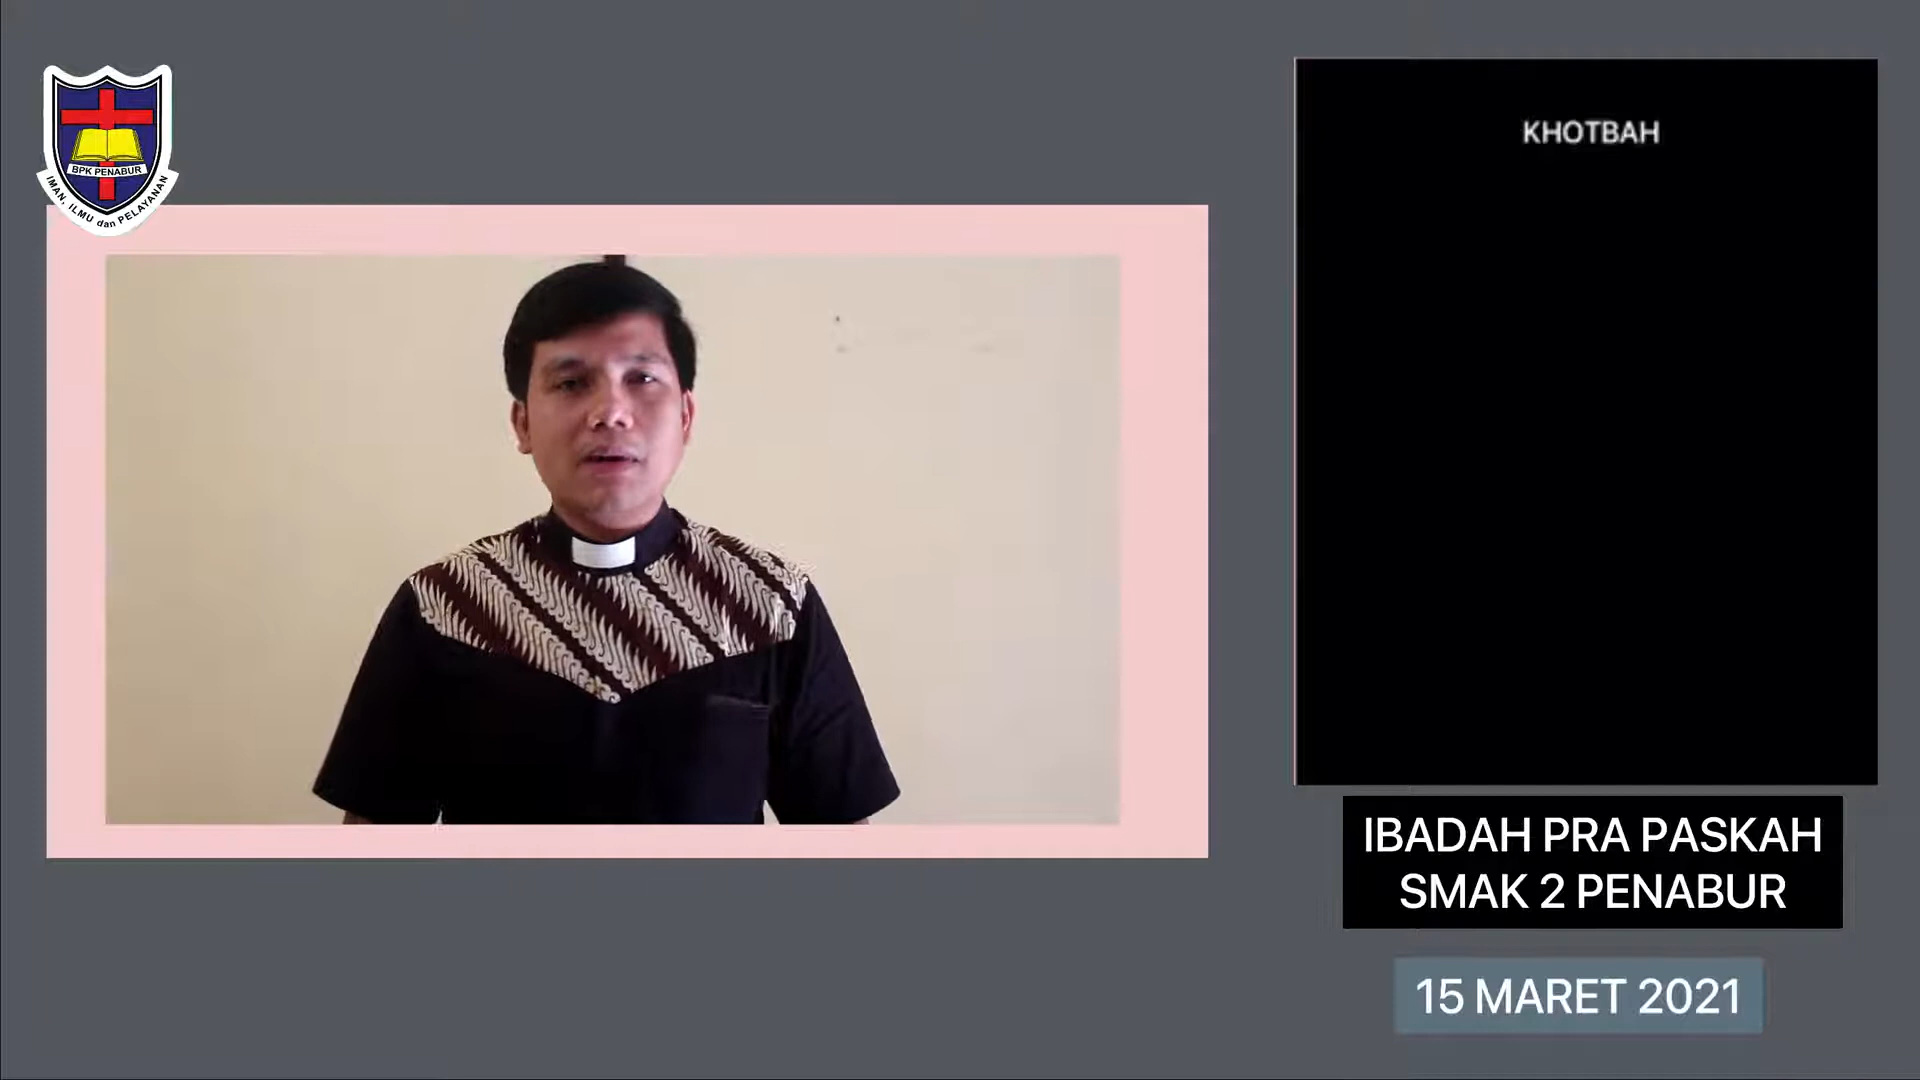 BPK PENABUR
IMAN, ILMU dan PELAYANAN
KHOTBAH
IBADAH PRA PASKAH
SMAK 2 PENABUR
15 MARET 2021